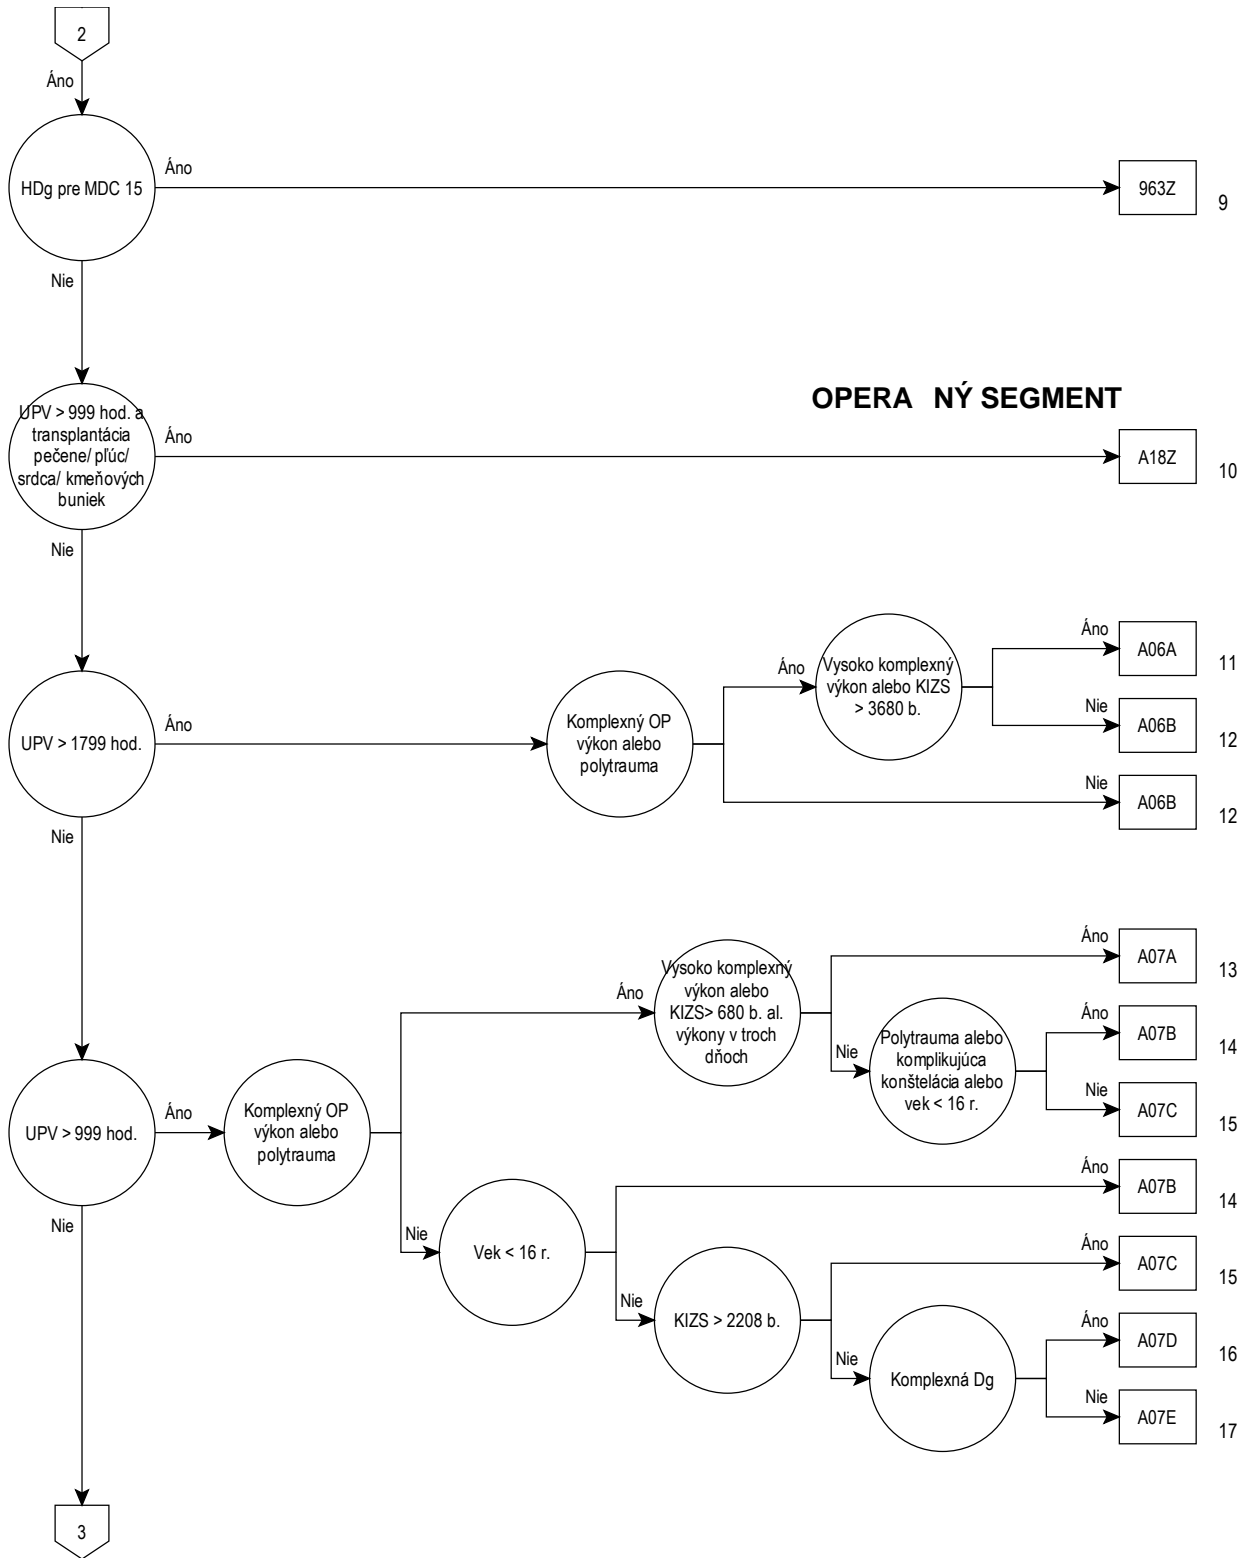 2
Áno
HDg pre MDC 15
Áno
963Z
9
Nie
OPERA NÝ SEGMENT
UPV > 999 hod. a
transplantácia
pečene/ pľúc/
srdca/ kmeňových
buniek
Áno
A18Z
10
Nie
UPV > 1799 hod.
Áno
Komplexný OP
výkon alebo
polytrauma
Áno
Vysoko komplexný
výkon alebo KIZS
> 3680 b.
Áno
A06A
11
Nie
A06B
12
Nie
A06B
12
Nie
UPV > 999 hod.
Áno
Komplexný OP
výkon alebo
polytrauma
Áno
Vysoko komplexný
výkon alebo
KIZS> 680 b. al.
výkony v troch
dňoch
Áno
A07A
13
Nie
Polytrauma alebo
komplikujúca
konštelácia alebo
vek < 16 r.
Áno
A07B
14
Nie
A07C
15
Nie
Vek < 16 r.
Áno
A07B
14
Nie
KIZS > 2208 b.
Áno
A07C
15
Nie
Komplexná Dg
Áno
A07D
16
Nie
A07E
17
Nie
3